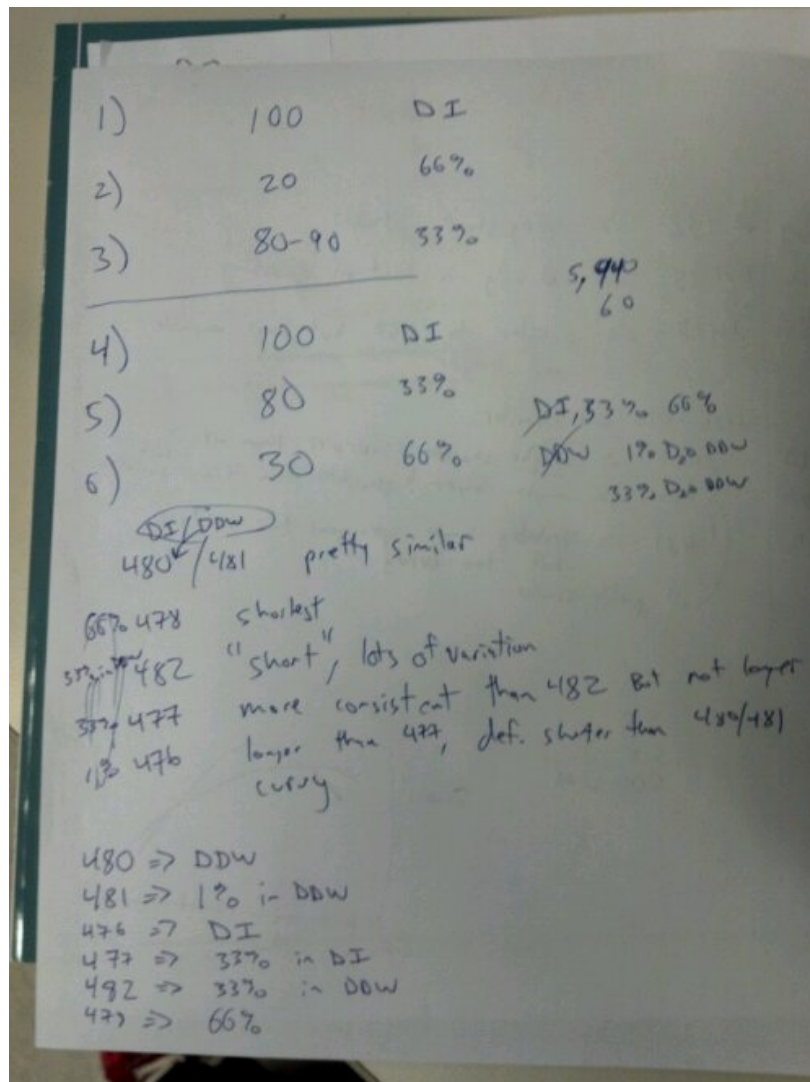 1) 100 DI
2) 20 66%
3) 80-90 33%
5,940
60
4) 100 DI
5) 80 33%
6) 30 66%
DI, 33% 66%
DDW 1% D2O DDW
33% D2O DDW
DI/DDW
480/481 pretty similar
66% 478 shortest
33% in DDW 482 "short", lots of variation
33% 477 more consistent than 482 But not longer
1% 476 longer than 477, def. shorter than 480/481
curvy
480 => DDW
481 => 1% in DDW
476 => DI
477 => 33% in DI
482 => 33% in DDW
479 => 66%